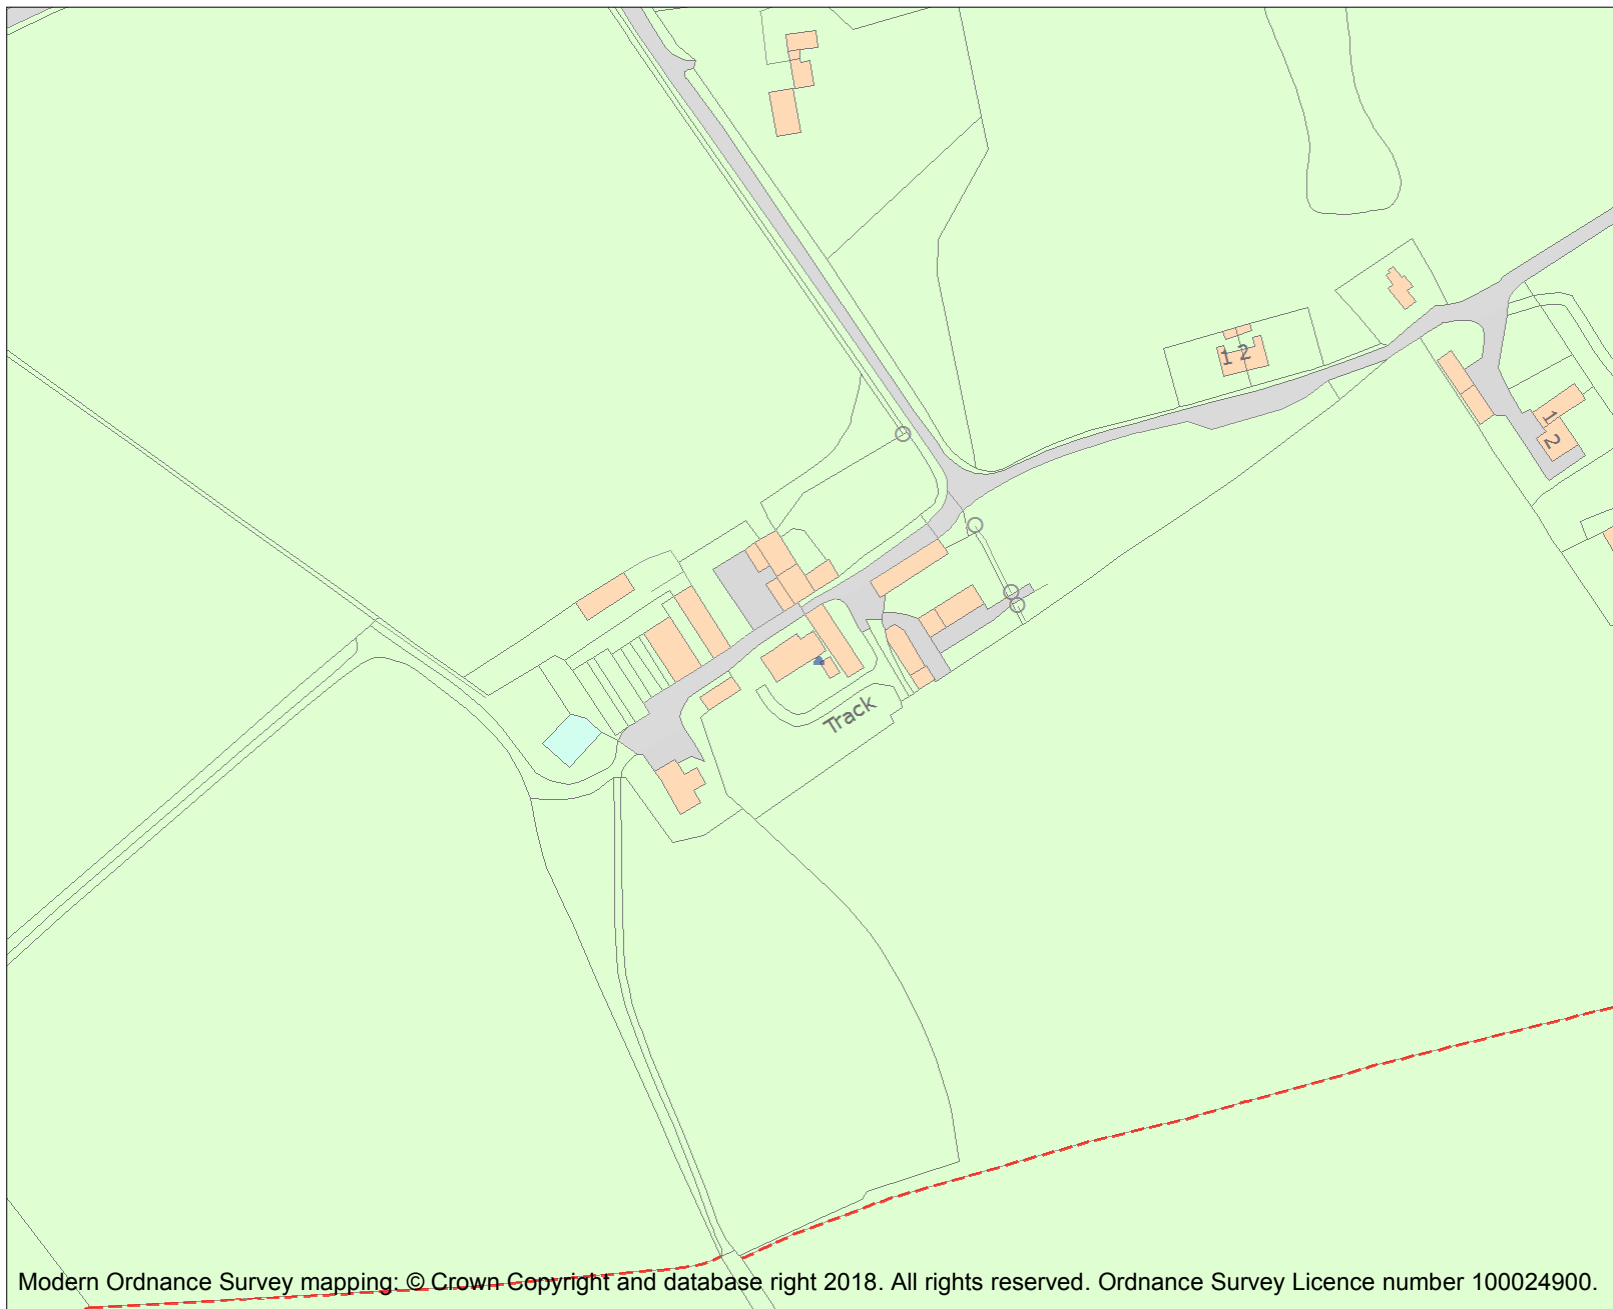 1 2
1
2
Track
Modern Ordnance Survey mapping: © Crown Copyright and database right 2018. All rights reserved. Ordnance Survey Licence number 100024900.